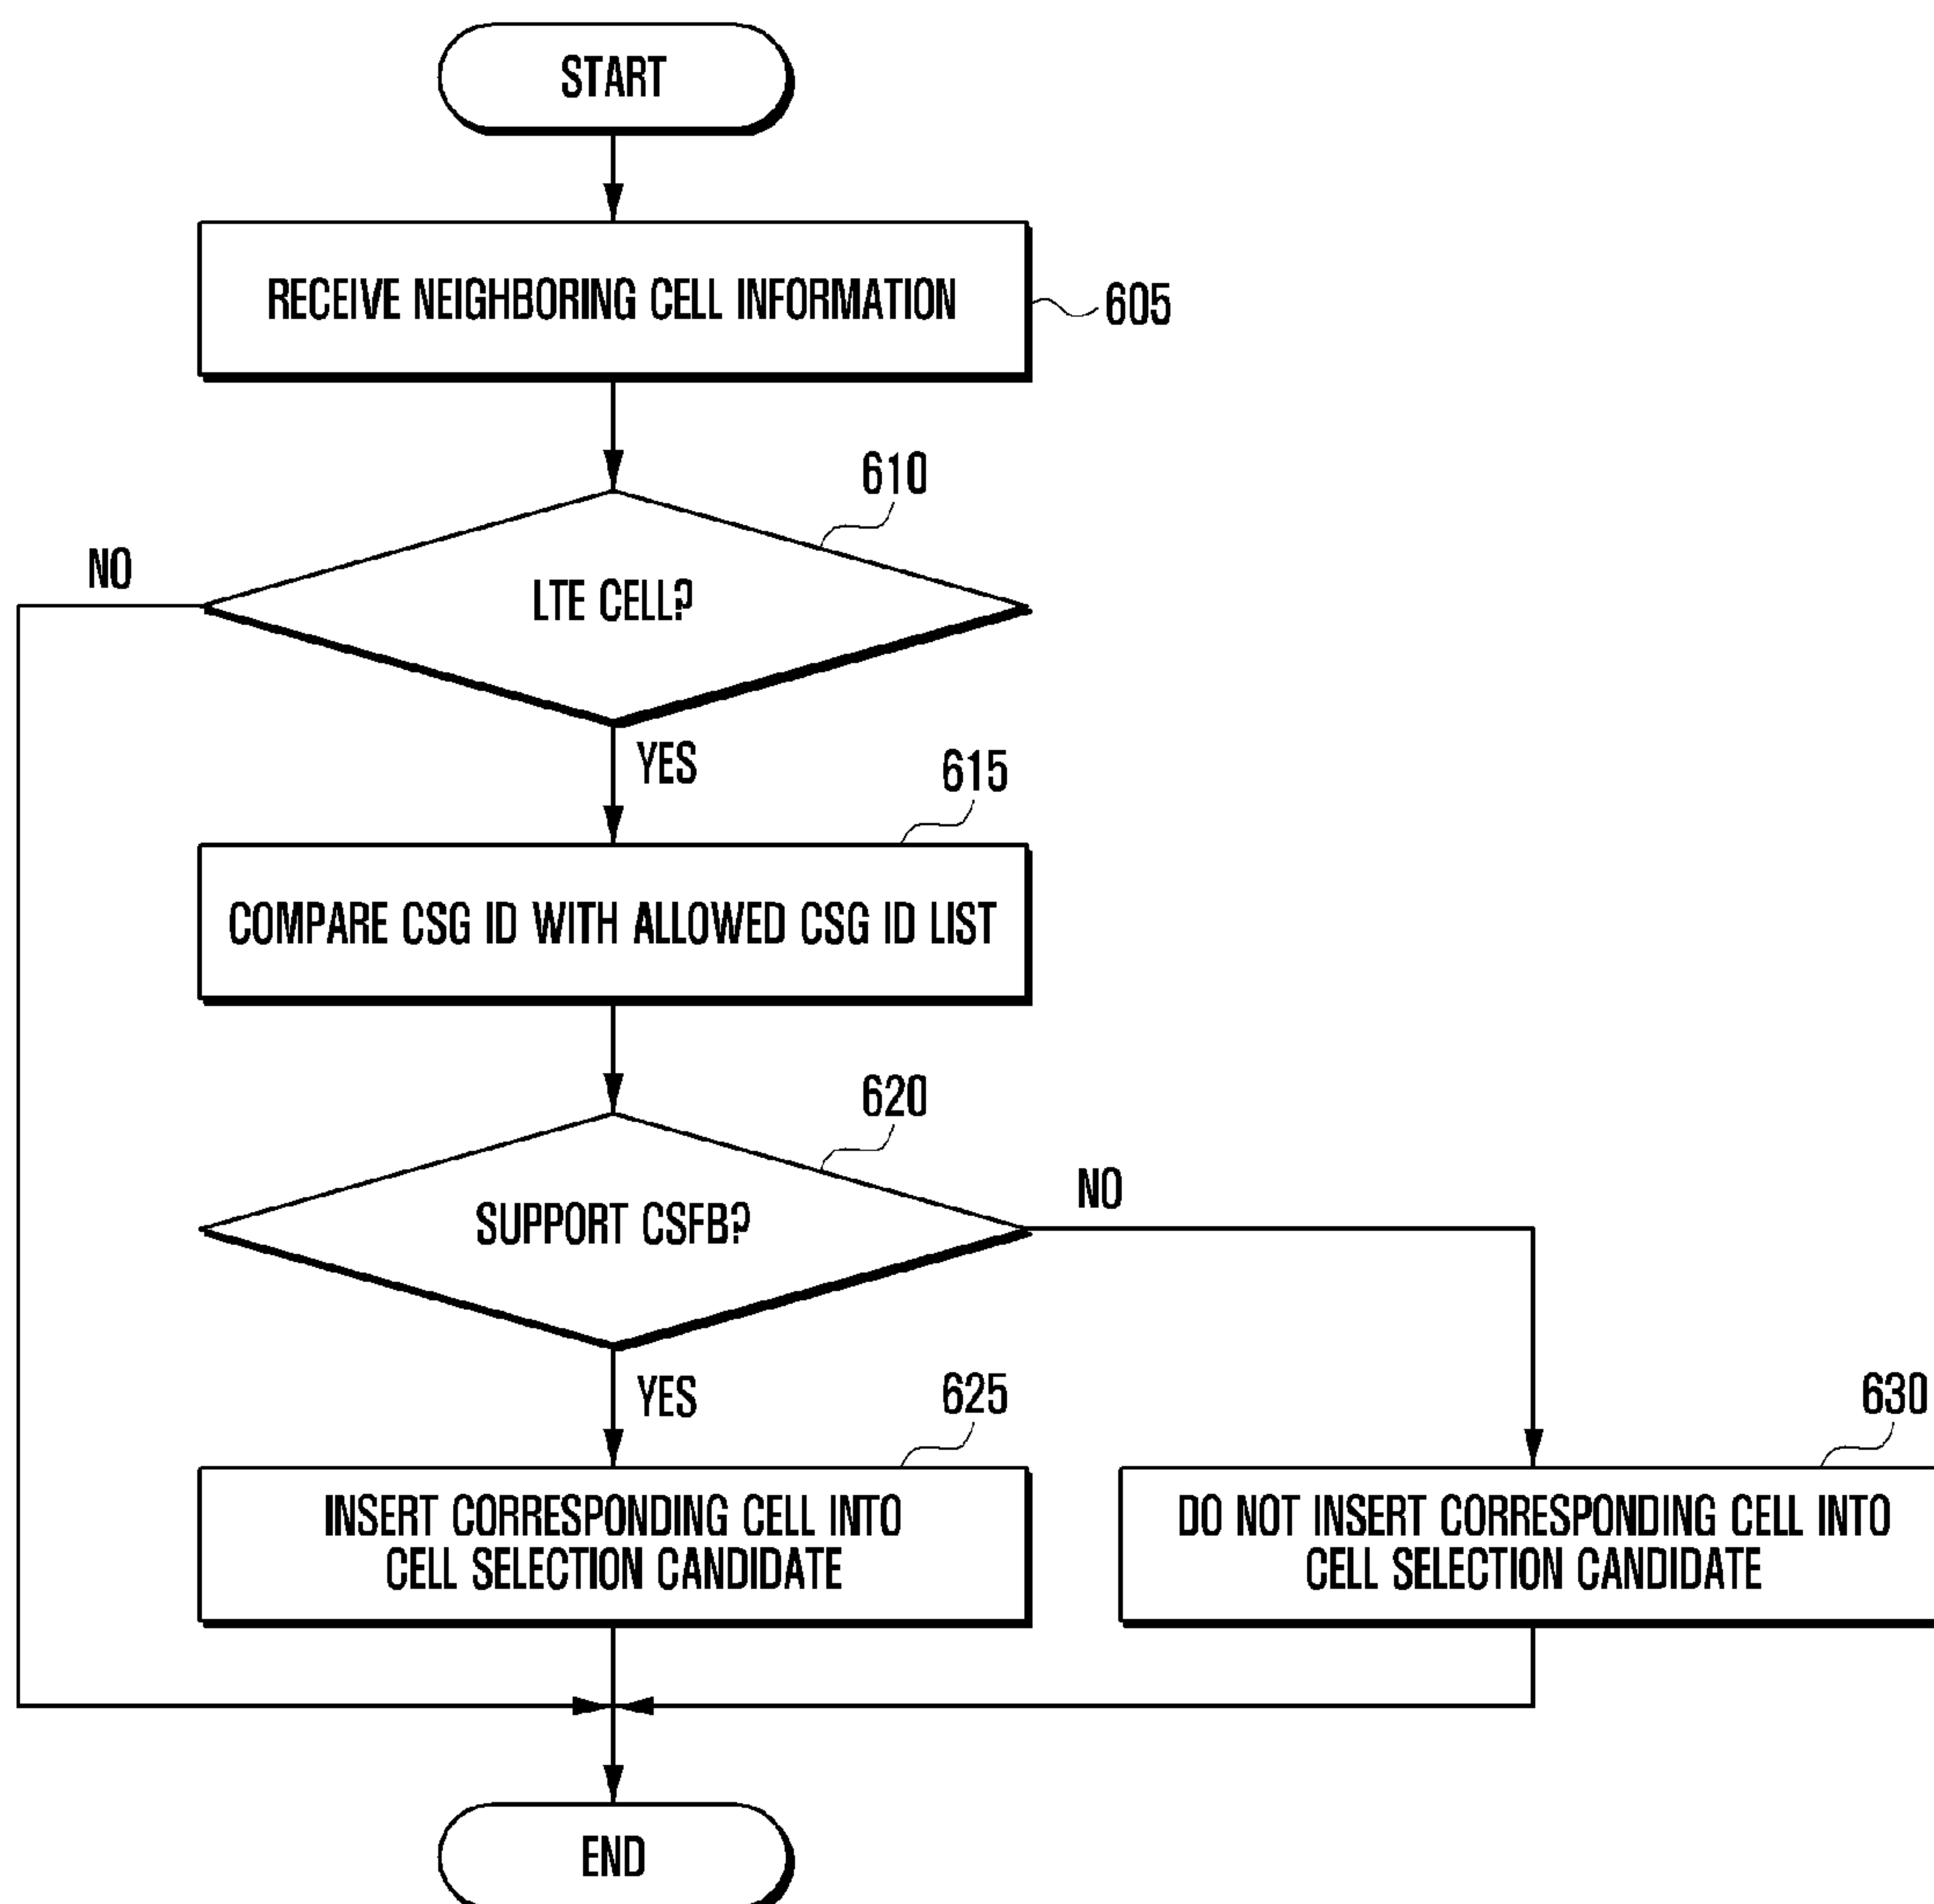 START
RECEIVE NEIGHBORING CELL INFORMATION
605
610
NO
LTE CELL?
YES
615
COMPARE CSG ID WITH ALLOWED CSG ID LIST
620
NO
SUPPORT CSFB?
YES
625
630
INSERT CORRESPONDING CELL INTO
CELL SELECTION CANDIDATE
DO NOT INSERT CORRESPONDING CELL INTO
CELL SELECTION CANDIDATE
END